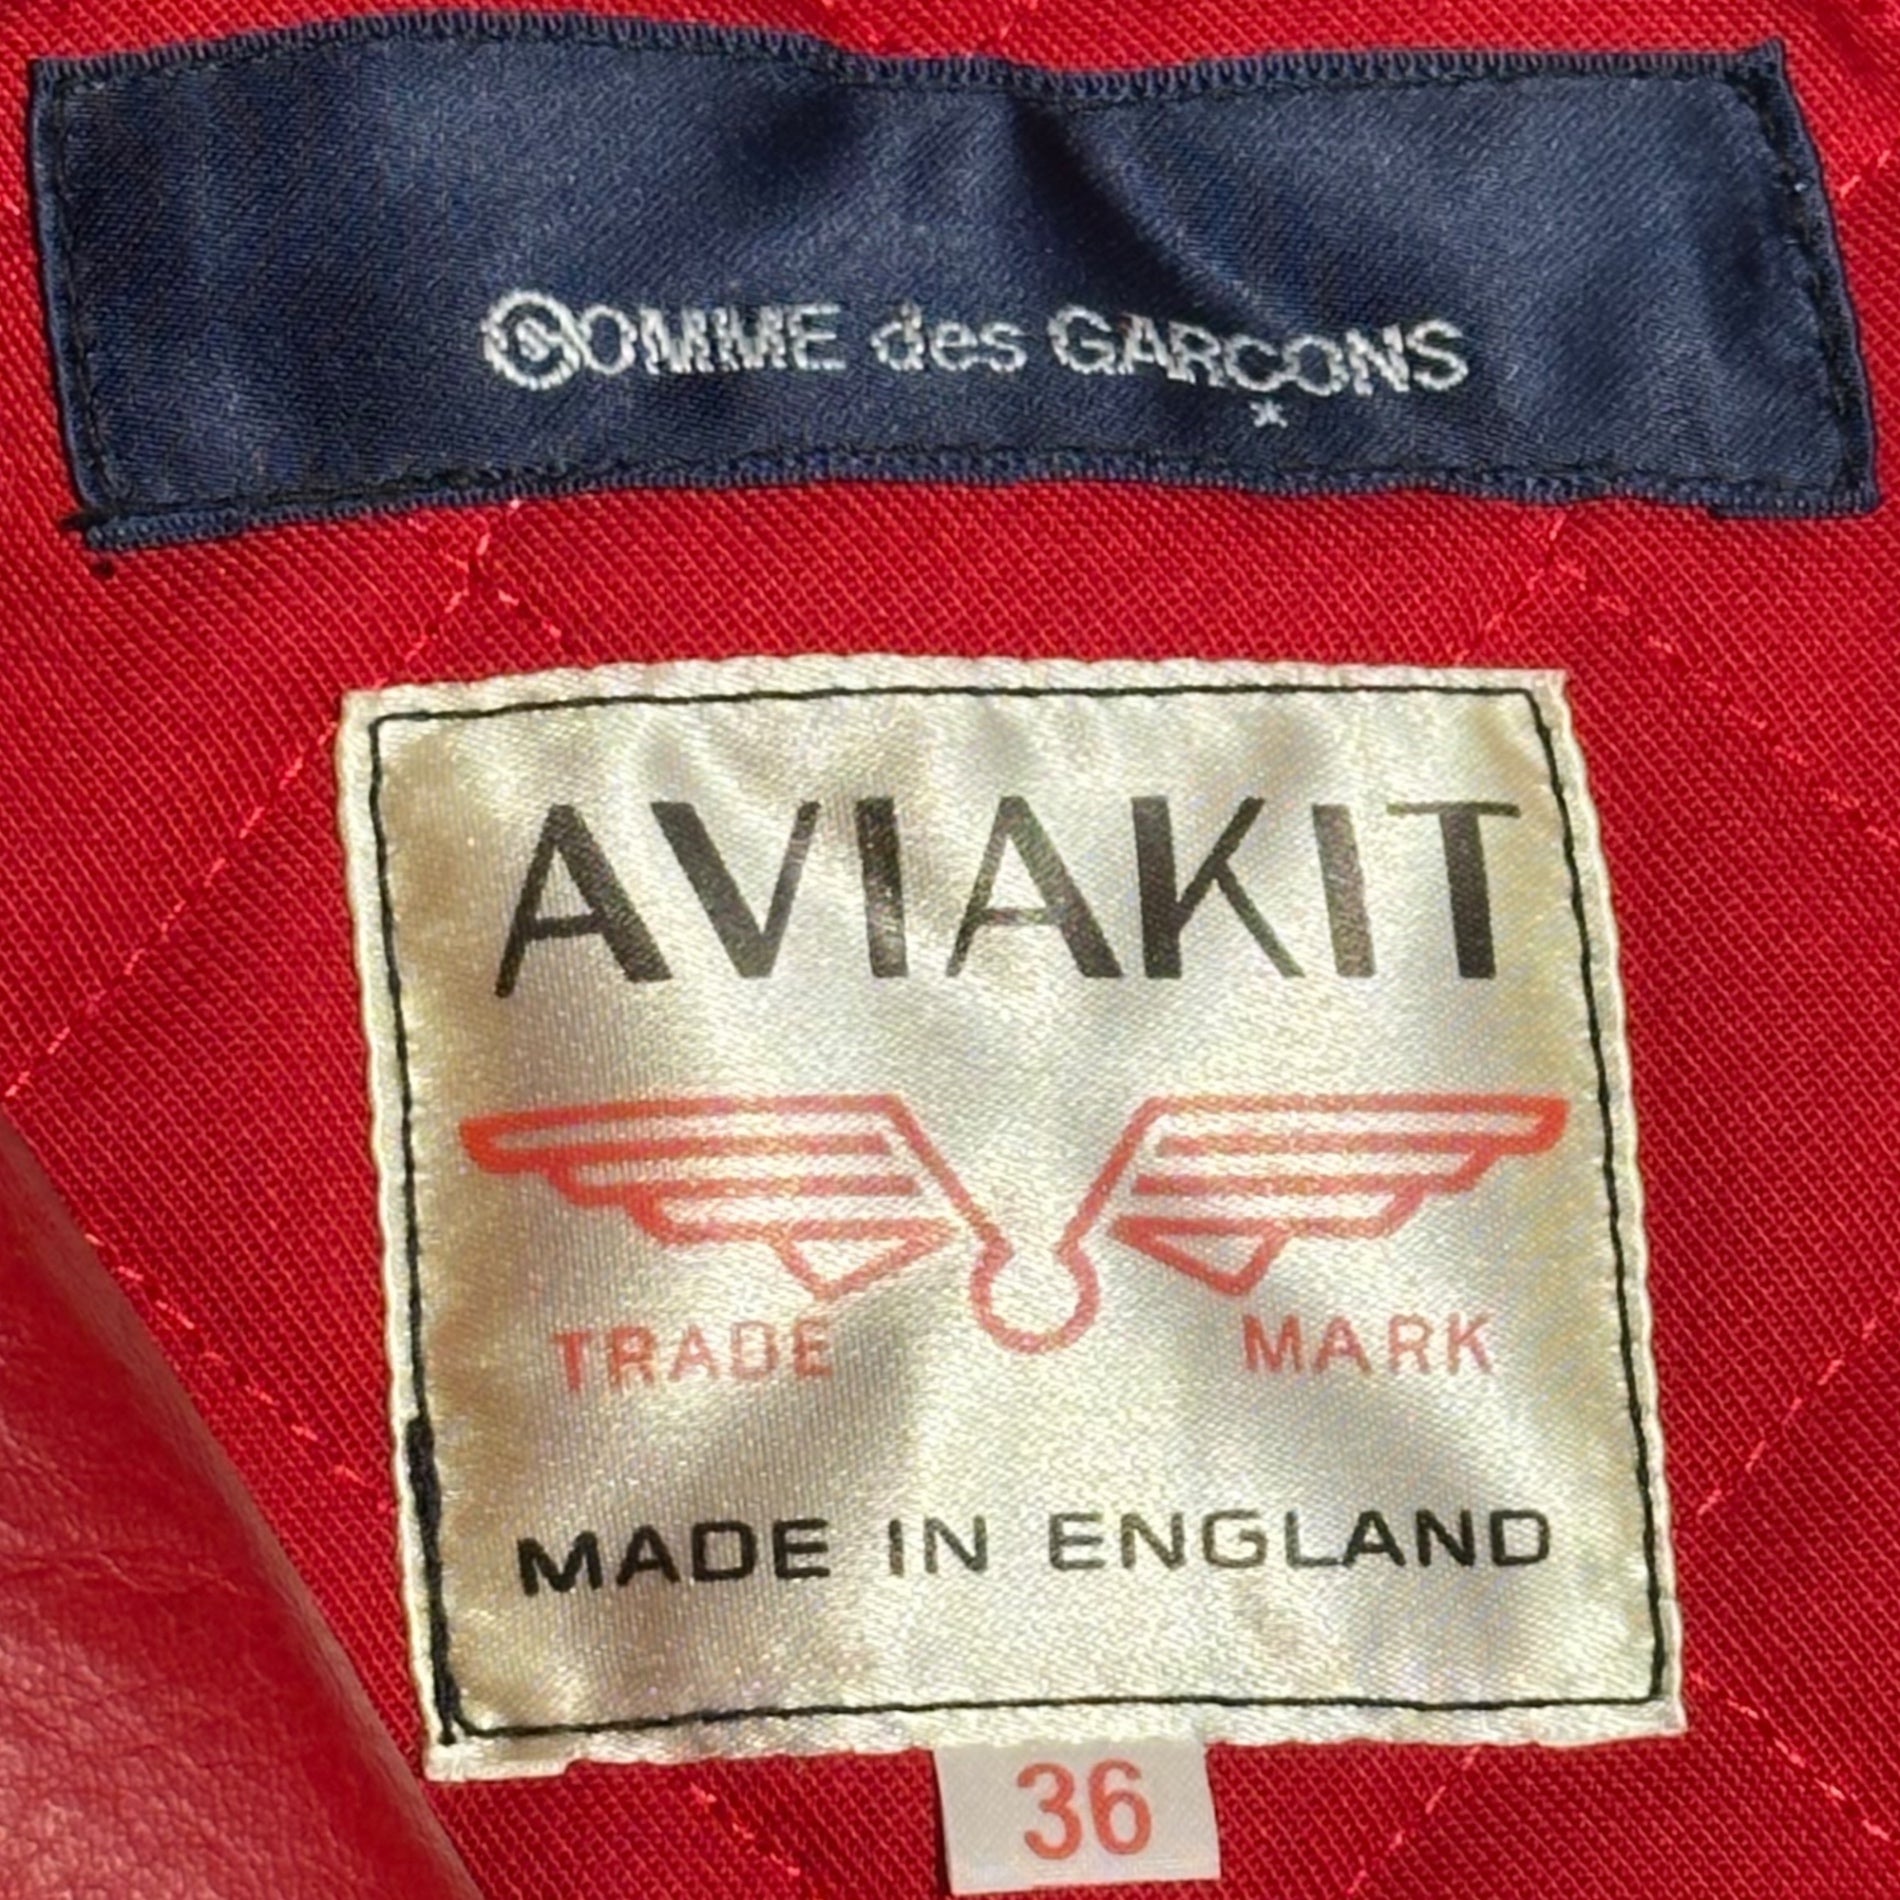 COMME des GARÇONS
*
AVIAKIT
TRADE MARK
MADE IN ENGLAND
36